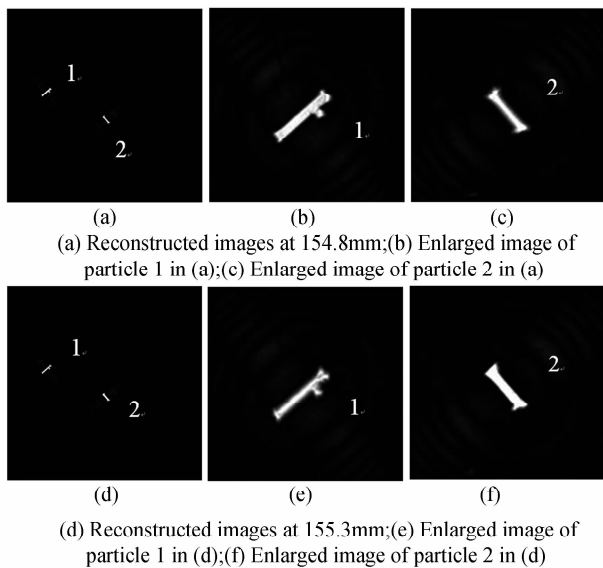 1
2
1
2
(a) (b) (c)
(a) Reconstructed images at 154.8mm;(b) Enlarged image of
particle 1 in (a);(c) Enlarged image of particle 2 in (a)
1
2
1
2
(d) (e) (f)
(d) Reconstructed images at 155.3mm;(e) Enlarged image of
particle 1 in (d);(f) Enlarged image of particle 2 in (d)